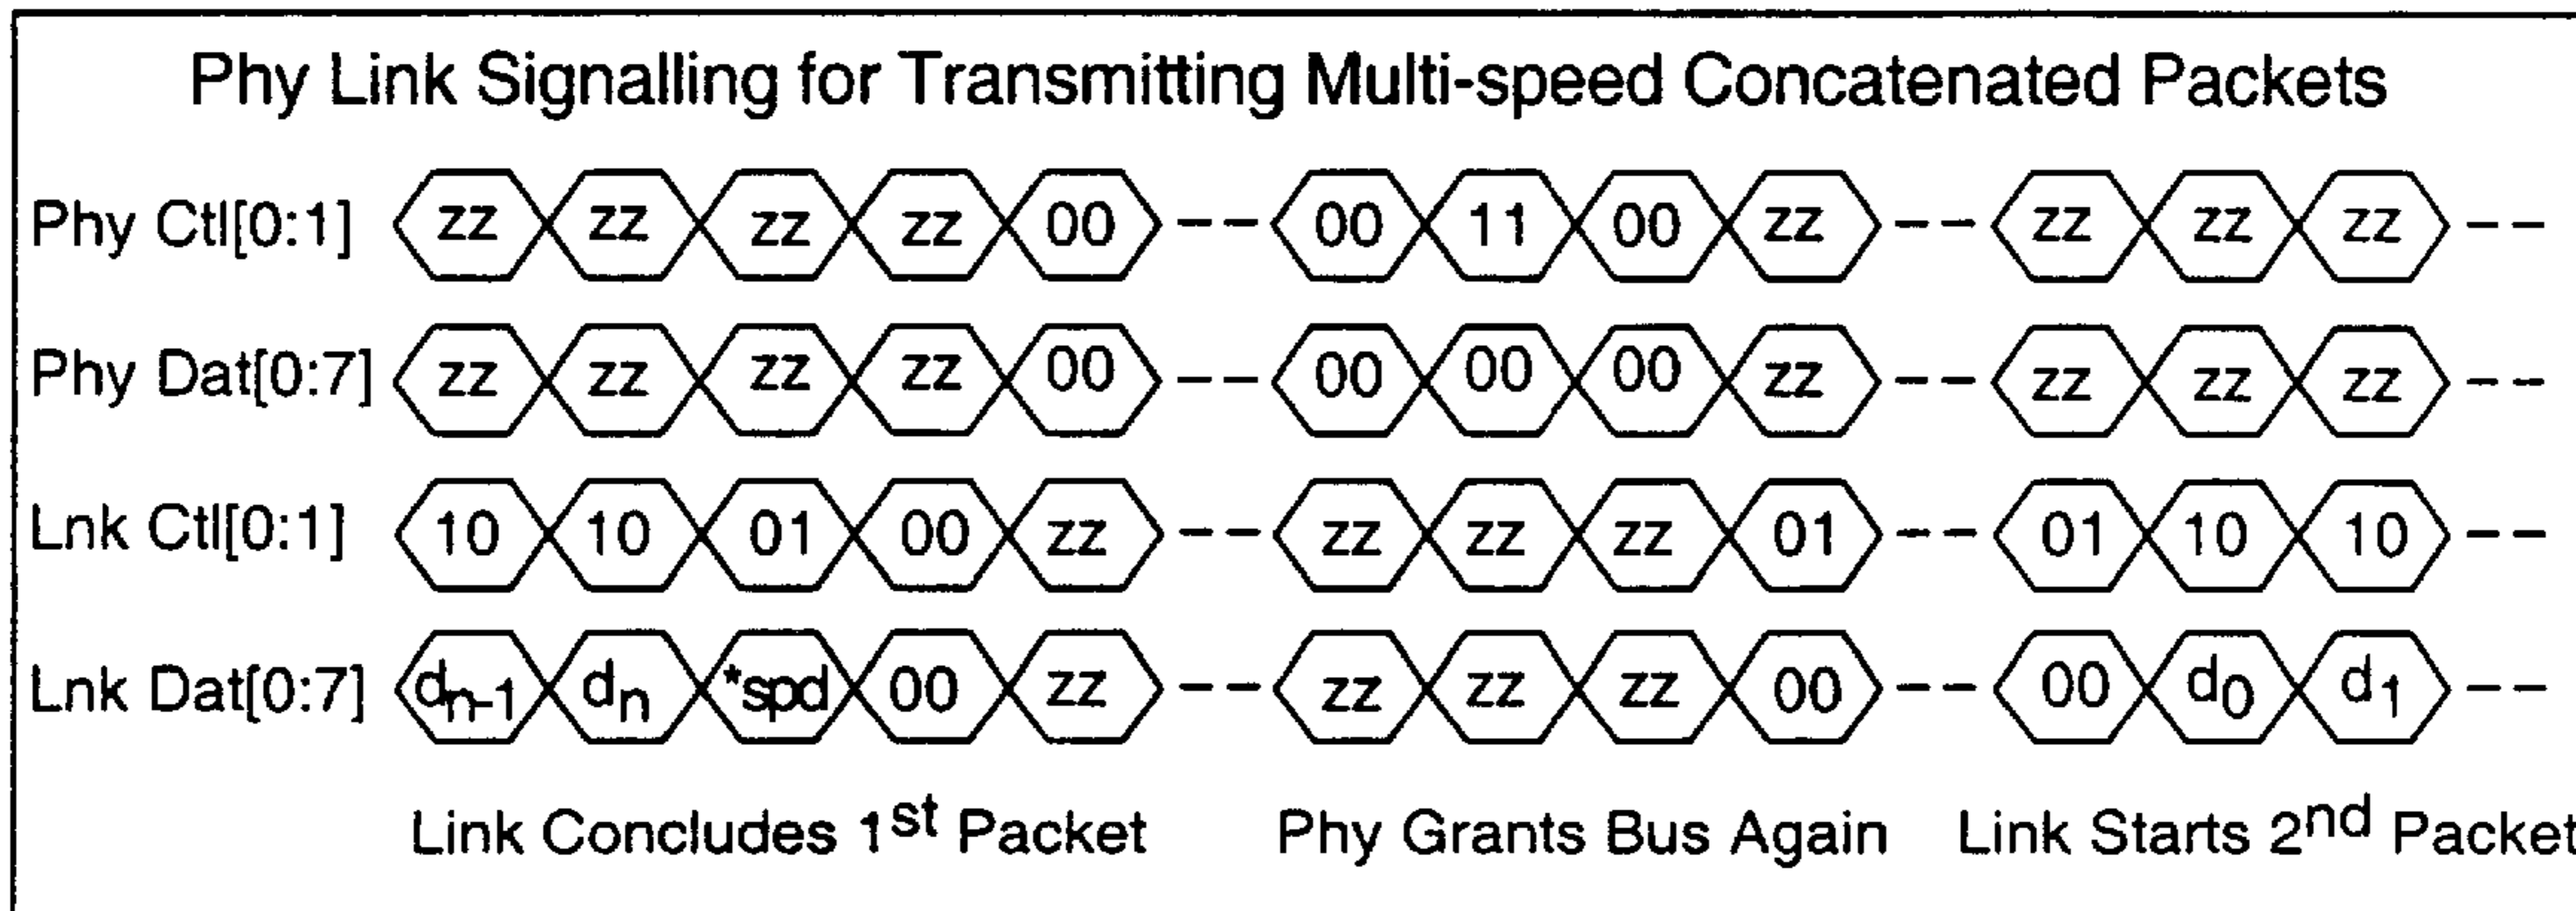 Phy Link Signalling for Transmitting Multi-speed Concatenated Packets
Phy Ctl[0:1] zz zz zz zz 00 -- 00 11 00 zz -- zz zz zz --
Phy Dat[0:7] zz zz zz zz 00 -- 00 00 00 zz -- zz zz zz --
Lnk Ctl[0:1] 10 10 01 00 zz -- zz zz zz 01 -- 01 10 10 --
Lnk Dat[0:7] dn-1 dn *spd 00 zz -- zz zz zz 00 -- 00 d0 d1 --
Link Concludes 1st Packet Phy Grants Bus Again Link Starts 2nd Packet